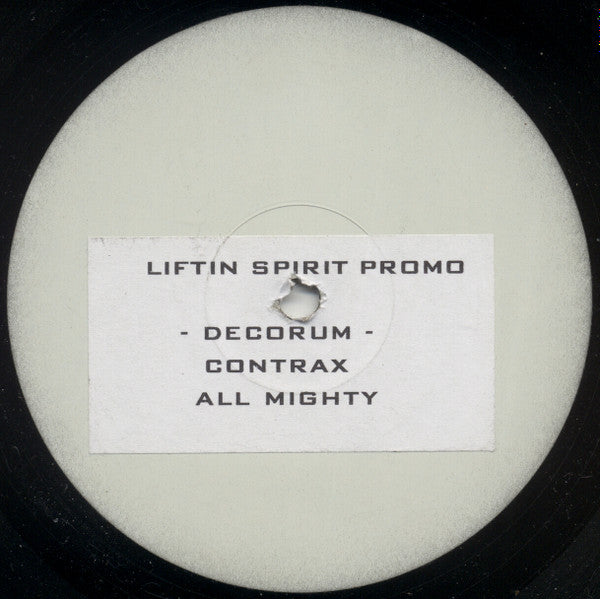 LIFTIN SPIRIT PROMO
- DECORUM -
CONTRAX
ALL MIGHTY